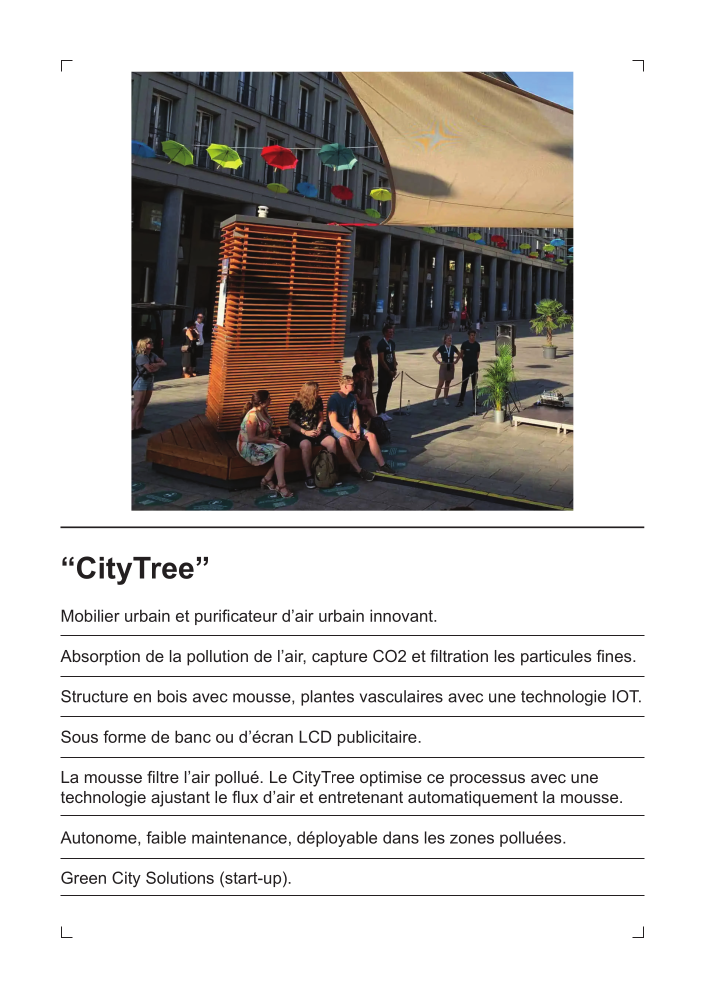 “CityTree”
Mobilier urbain et purificateur d’air urbain innovant.
Absorption de la pollution de l’air, capture CO2 et filtration les particules fines.
Structure en bois avec mousse, plantes vasculaires avec une technologie IOT.
Sous forme de banc ou d’écran LCD publicitaire.
La mousse filtre l’air pollué. Le CityTree optimise ce processus avec une
technologie ajustant le flux d’air et entretenant automatiquement la mousse.
Autonome, faible maintenance, déployable dans les zones polluées.
Green City Solutions (start-up).